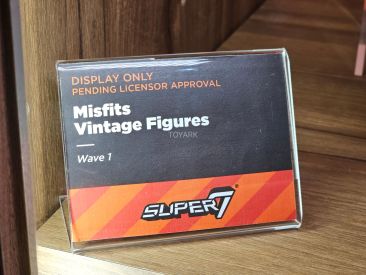 DISPLAY ONLY
PENDING LICENSOR APPROVAL
Misfits
Vintage Figures
TOYARK
Wave 1
SUPER7